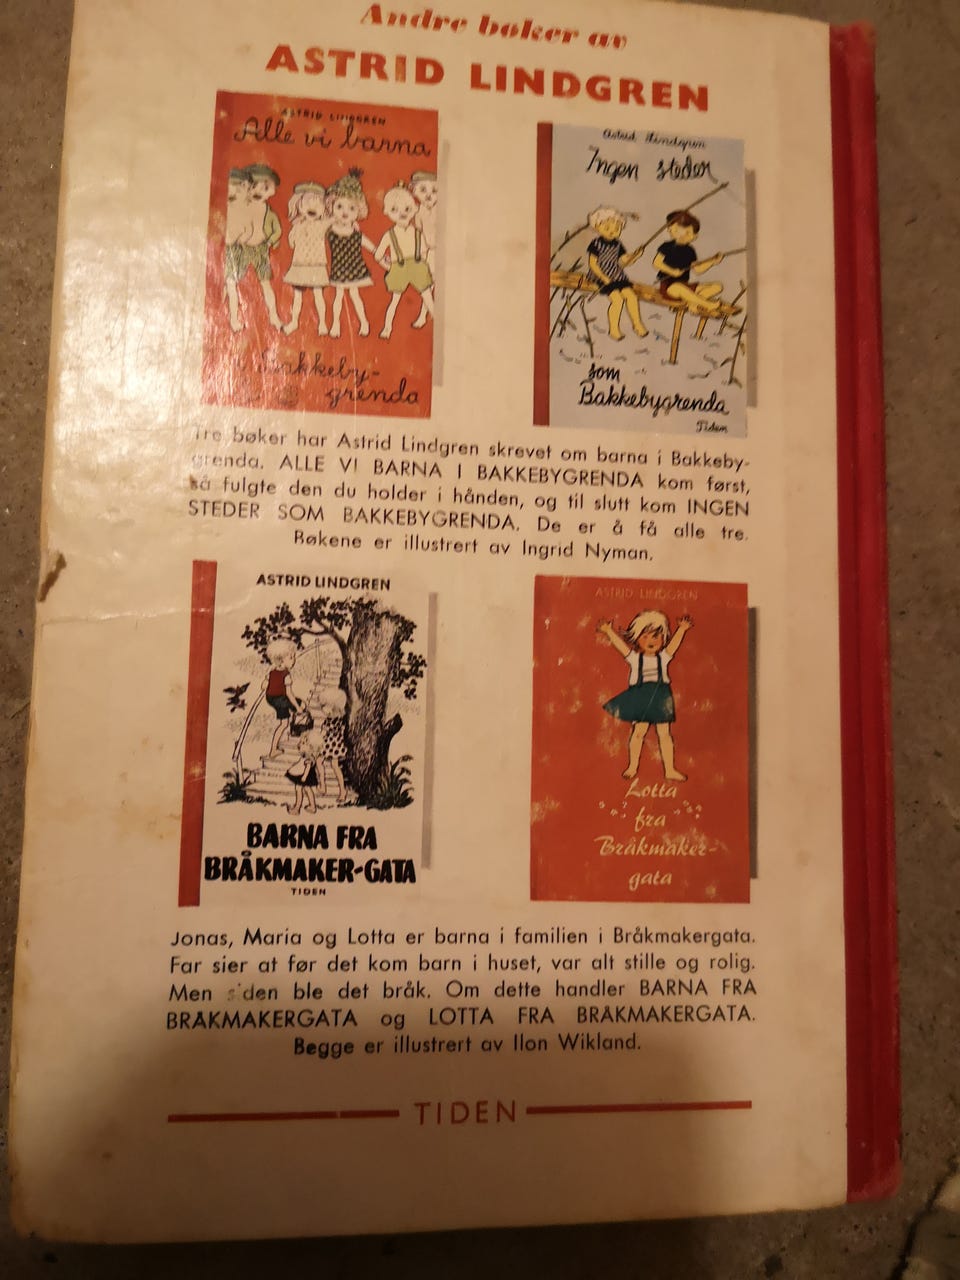 Andre bøker av
ASTRID LINDGREN
ASTRID LINDGREN
Alle vi barna
i Bakkeby-
grenda
Astrid Lindgren
Ingen steder
som
Bakkebygrenda
Tiden
Tre bøker har Astrid Lindgren skrevet om barna i Bakkeby-
grenda. ALLE VI BARNA I BAKKEBYGRENDA kom først,
så fulgte den du holder i hånden, og til slutt kom INGEN
STEDER SOM BAKKEBYGRENDA. De er å få alle tre.
Bøkene er illustrert av Ingrid Nyman.
ASTRID LINDGREN
BARNA FRA
BRÅKMAKER-GATA
TIDEN
ASTRID LINDGREN
Lotta
fra
Bråkmaker-
gata
Jonas, Maria og Lotta er barna i familien i Bråkmakergata.
Far sier at før det kom barn i huset, var alt stille og rolig.
Men siden ble det bråk. Om dette handler BARNA FRA
BRÅKMAKERGATA og LOTTA FRA BRÅKMAKERGATA.
Begge er illustrert av Ilon Wikland.
TIDEN